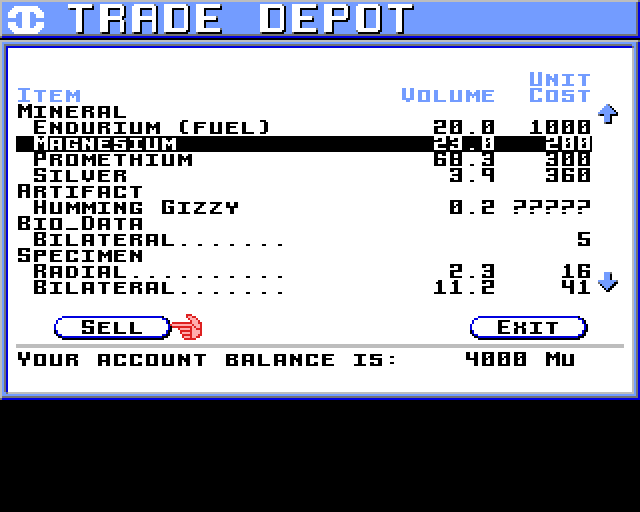 TRADE DEPOT
UNIT
ITEM VOLUME COST
MINERAL
ENDURIUM (FUEL) 20.0 1000
MAGNESIUM 23.0 200
PROMETHIUM 68.3 300
SILVER 3.9 360
ARTIFACT
HUMMING GIZZY 0.2 ?????
BIO_DATA
BILATERAL....... 5
SPECIMEN
RADIAL.......... 2.3 16
BILATERAL....... 11.2 41
SELL EXIT
YOUR ACCOUNT BALANCE IS: 4000 MU